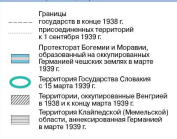 Границы
государств в конце 1938 г.
присоединенных территорий
к 1 сентября 1939 г.
Протекторат Богемии и Моравии,
образованный на оккупированных
Германией чешских землях в марте
1939 г.
Территория Государства Словакия
с 15 марта 1939 г.
Территории, оккупированные Венгрией
в 1938 и к концу марта 1939 г.
Территория Клайпедской (Мемельской)
области, аннексированная Германией
в марте 1939 г.